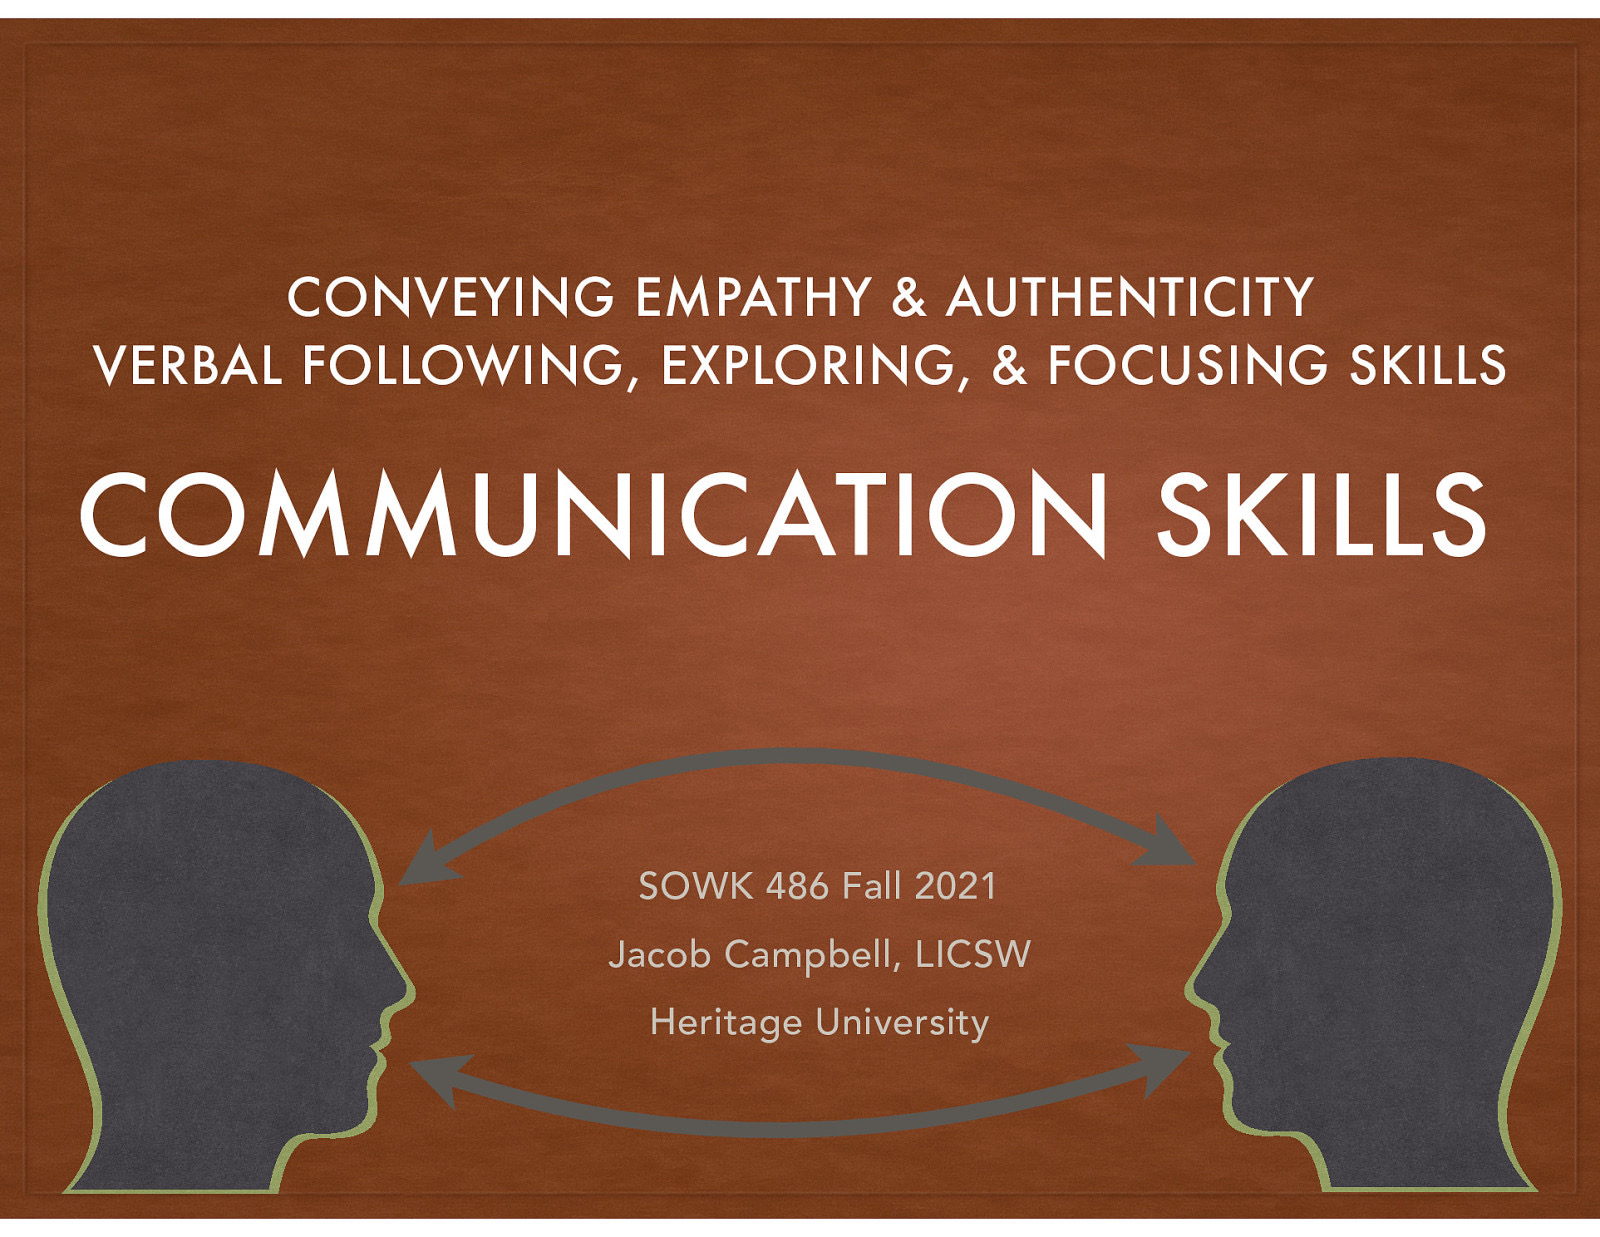 CONVEYING EMPATHY & AUTHENTICITY
VERBAL FOLLOWING, EXPLORING, & FOCUSING SKILLS
COMMUNICATION SKILLS
SOWK 486 Fall 2021
Jacob Campbell, LICSW
Heritage University